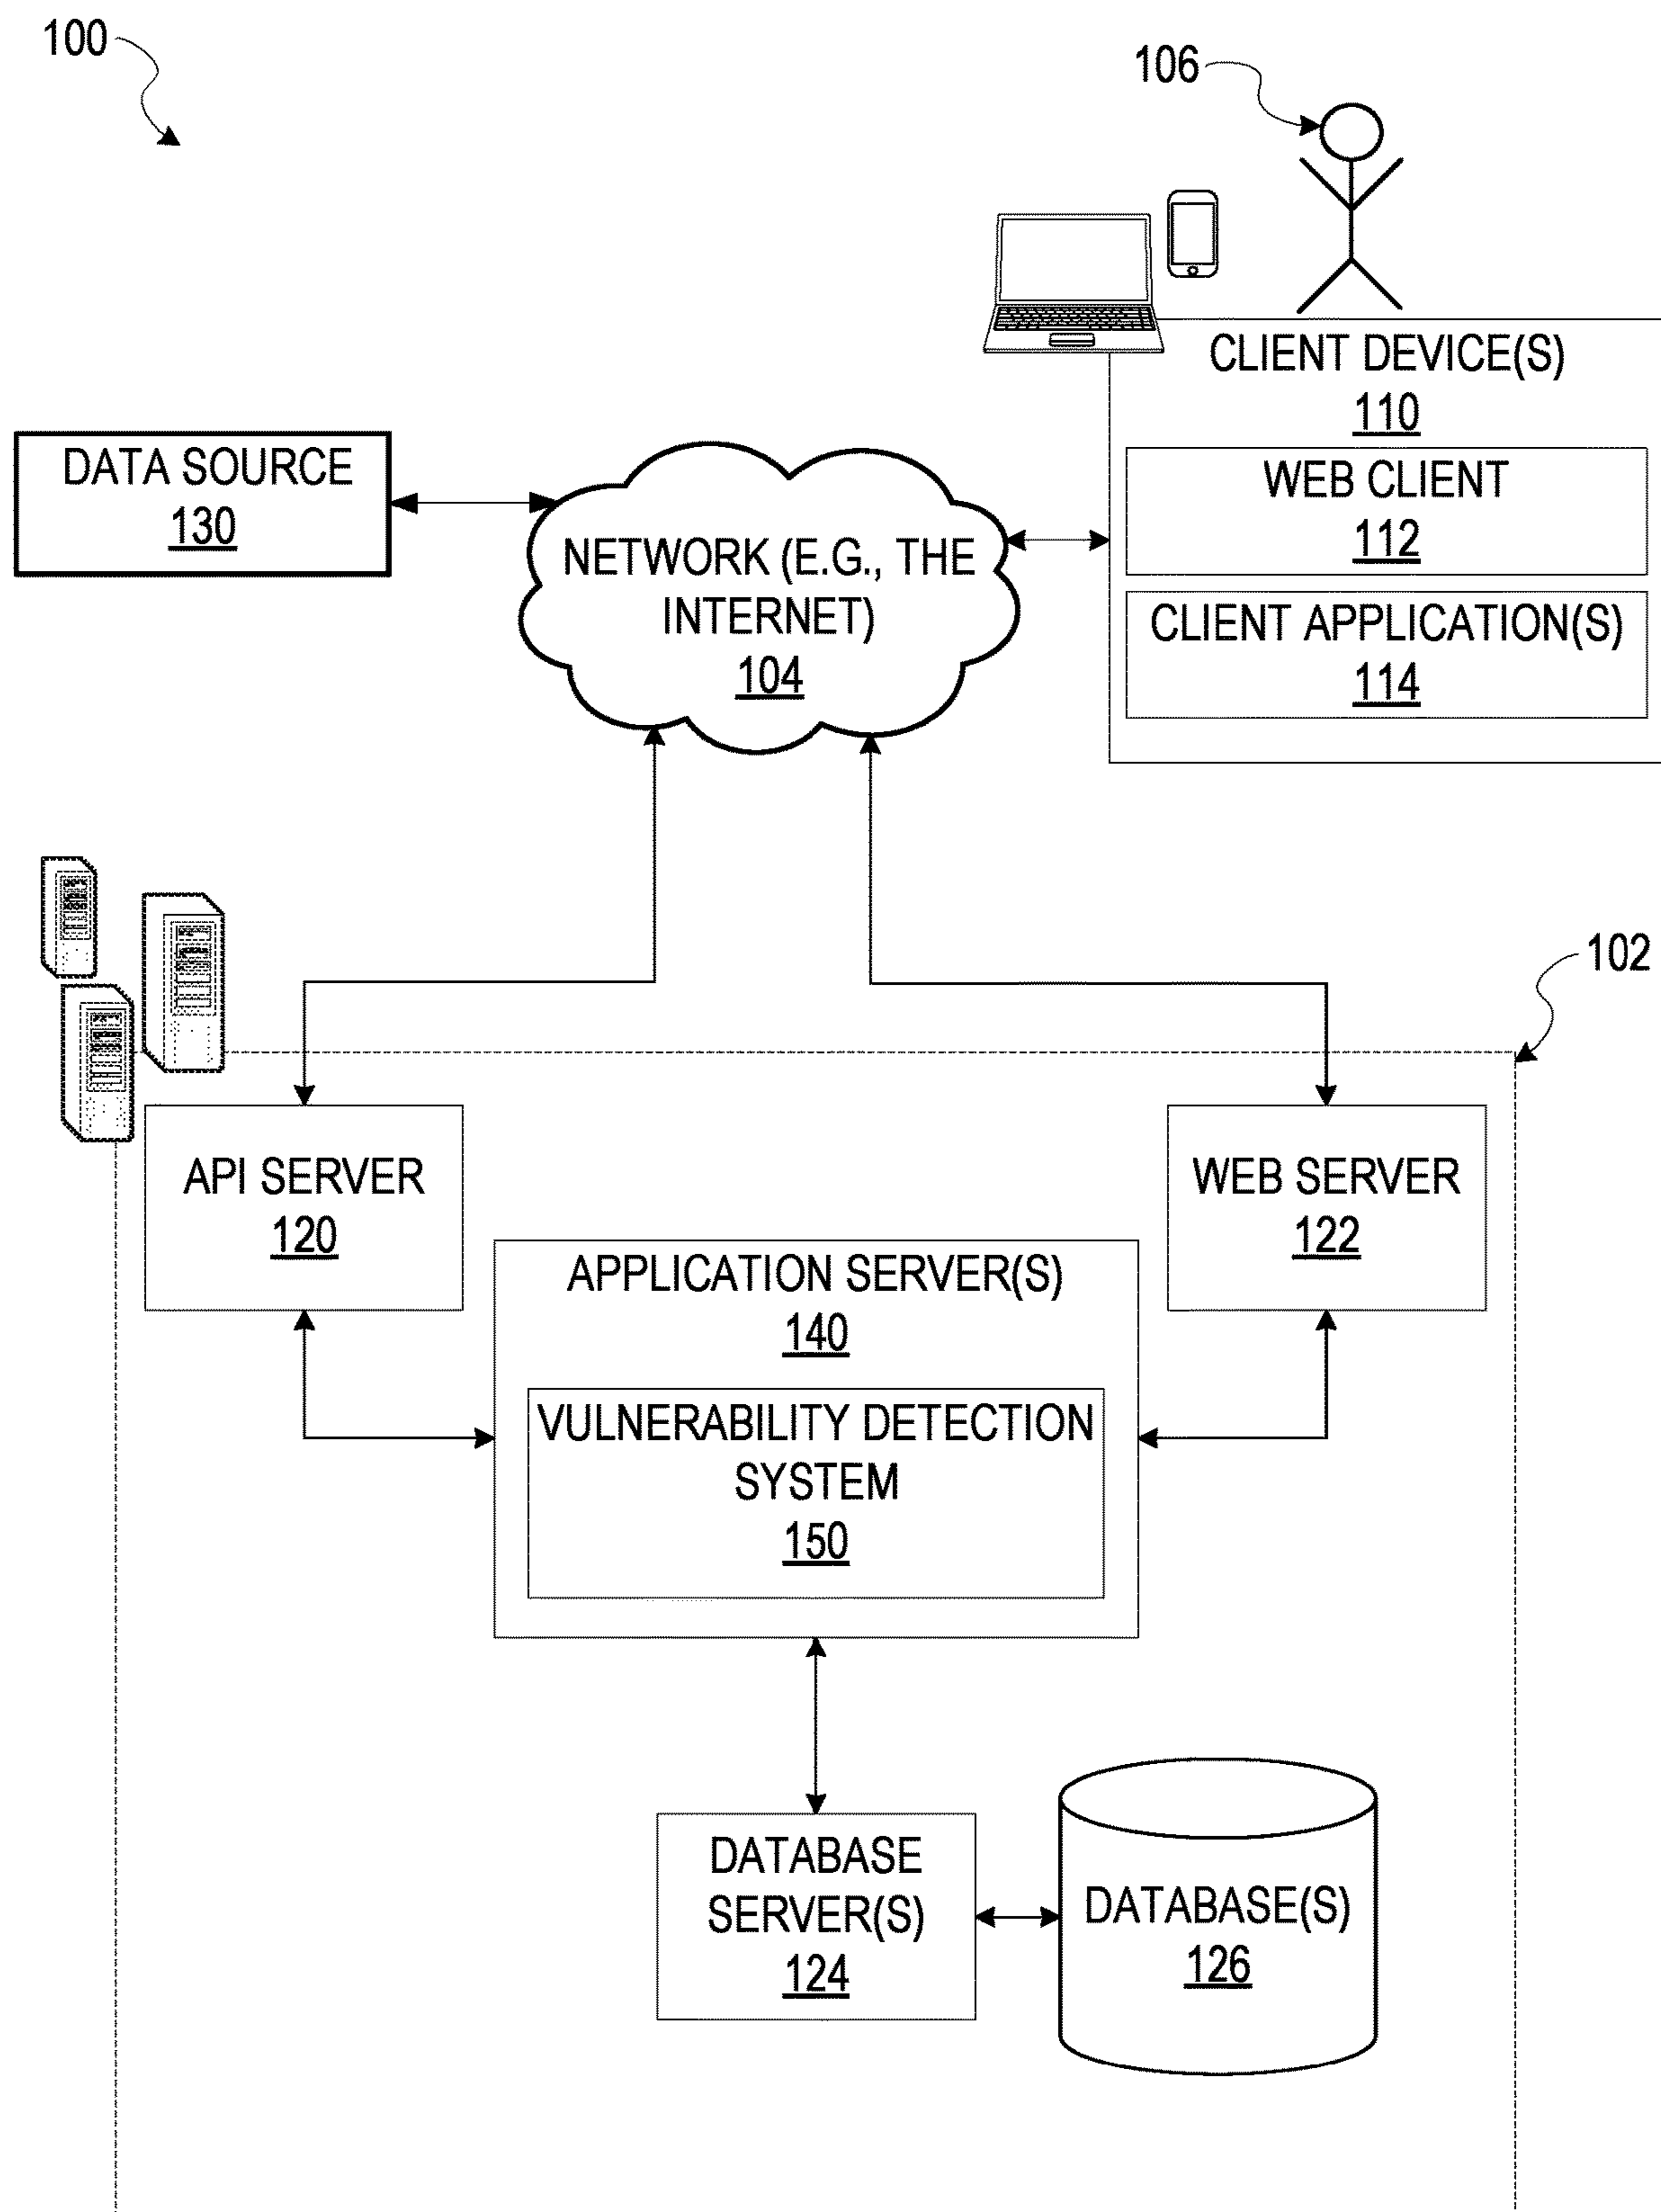 100
106
CLIENT DEVICE(S)
110
WEB CLIENT
112
CLIENT APPLICATION(S)
114
DATA SOURCE
130
NETWORK (E.G., THE
INTERNET)
104
102
API SERVER
120
WEB SERVER
122
APPLICATION SERVER(S)
140
VULNERABILITY DETECTION
SYSTEM
150
DATABASE
SERVER(S)
124
DATABASE(S)
126